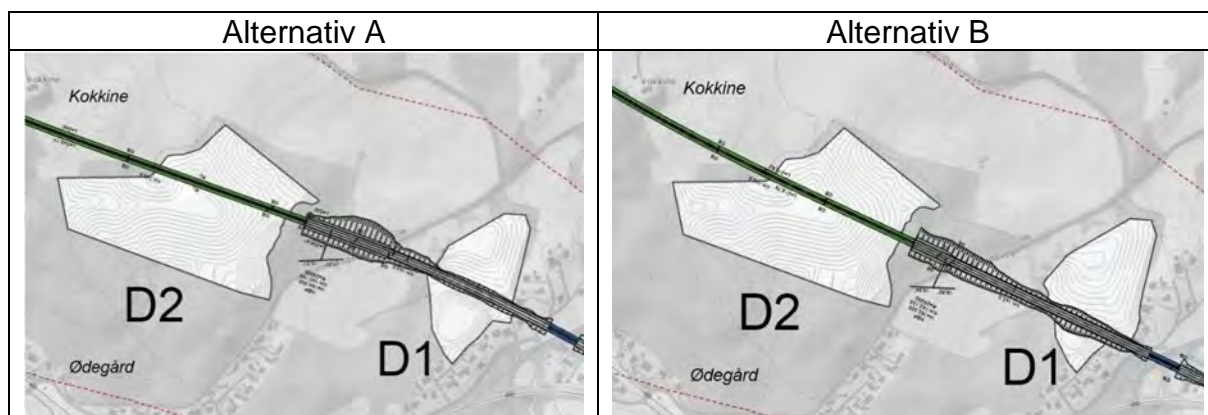 Alternativ A
Alternativ B
Kokkine
D2
D1
Ødegård
Kokkine
D2
D1
Ødegård